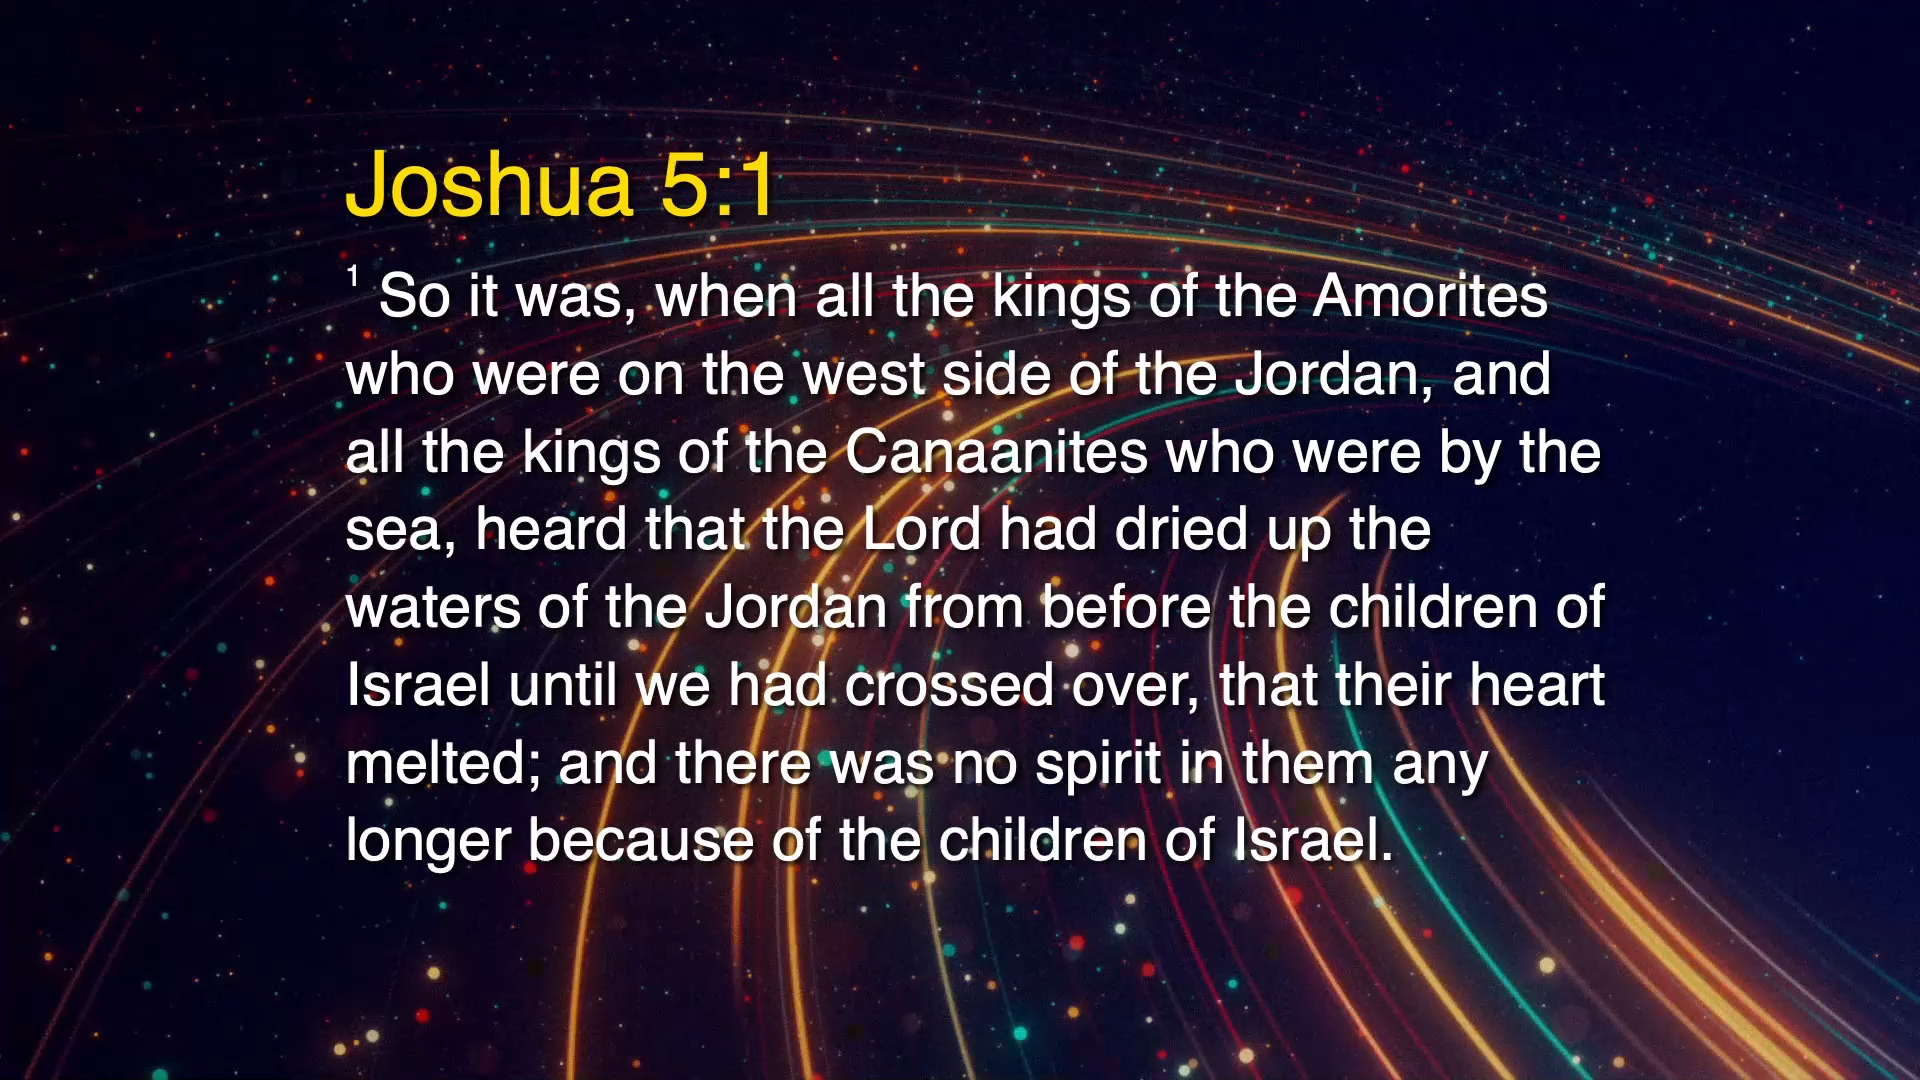 Joshua 5:1
1 So it was, when all the kings of the Amorites
who were on the west side of the Jordan, and
all the kings of the Canaanites who were by the
sea, heard that the Lord had dried up the
waters of the Jordan from before the children of
Israel until we had crossed over, that their heart
melted; and there was no spirit in them any
longer because of the children of Israel.